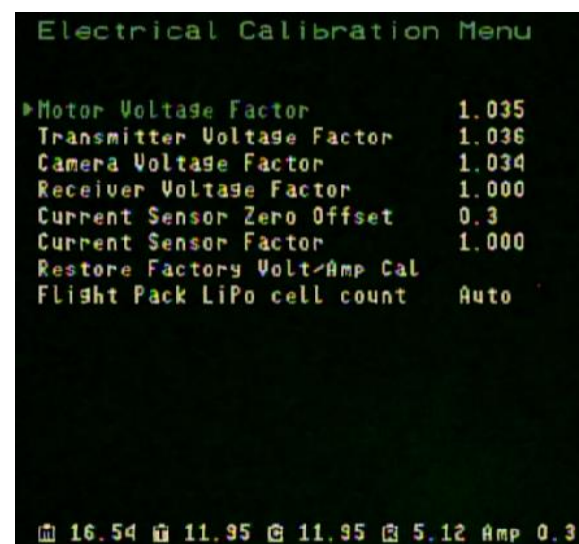 Electrical Calibration Menu
Motor Voltage Factor 1.035
Transmitter Voltage Factor 1.036
Camera Voltage Factor 1.034
Receiver Voltage Factor 1.000
Current Sensor Zero Offset 0.3
Current Sensor Factor 1.000
Restore Factory Volt/Amp Cal
Flight Pack LiPo cell count Auto
M 16.54 T 11.95 C 11.95 R 5.12 Amp 0.3